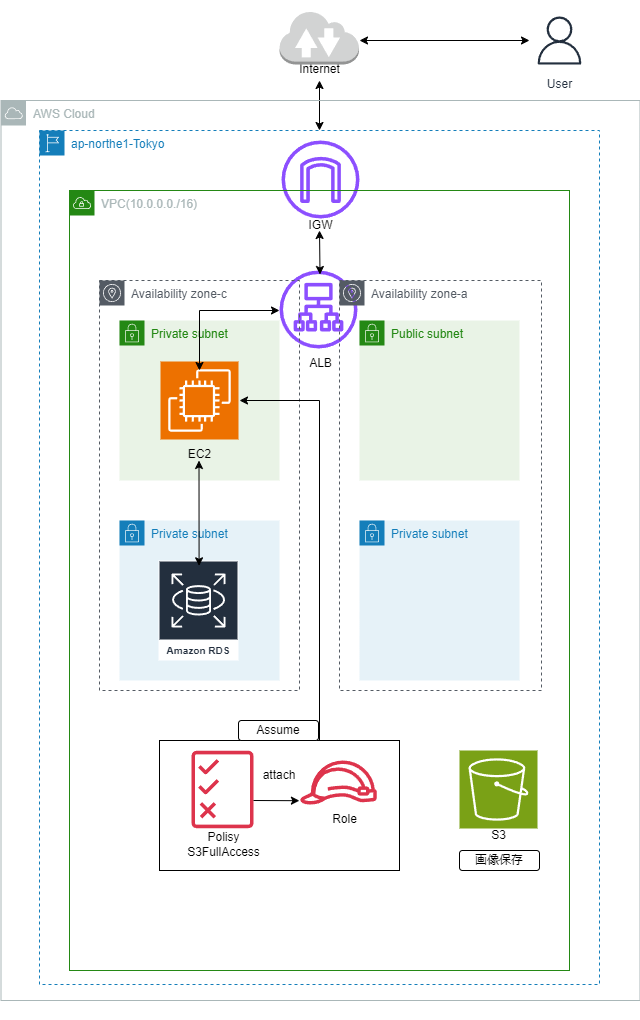 Internet
User
AWS Cloud
ap-northe1-Tokyo
VPC(10.0.0.0./16)
IGW
Availability zone-c
Availability zone-a
Private subnet
Public subnet
ALB
EC2
Private subnet
Private subnet
Amazon RDS
Assume
attach
Role
Polisy
S3FullAccess
S3
画像保存